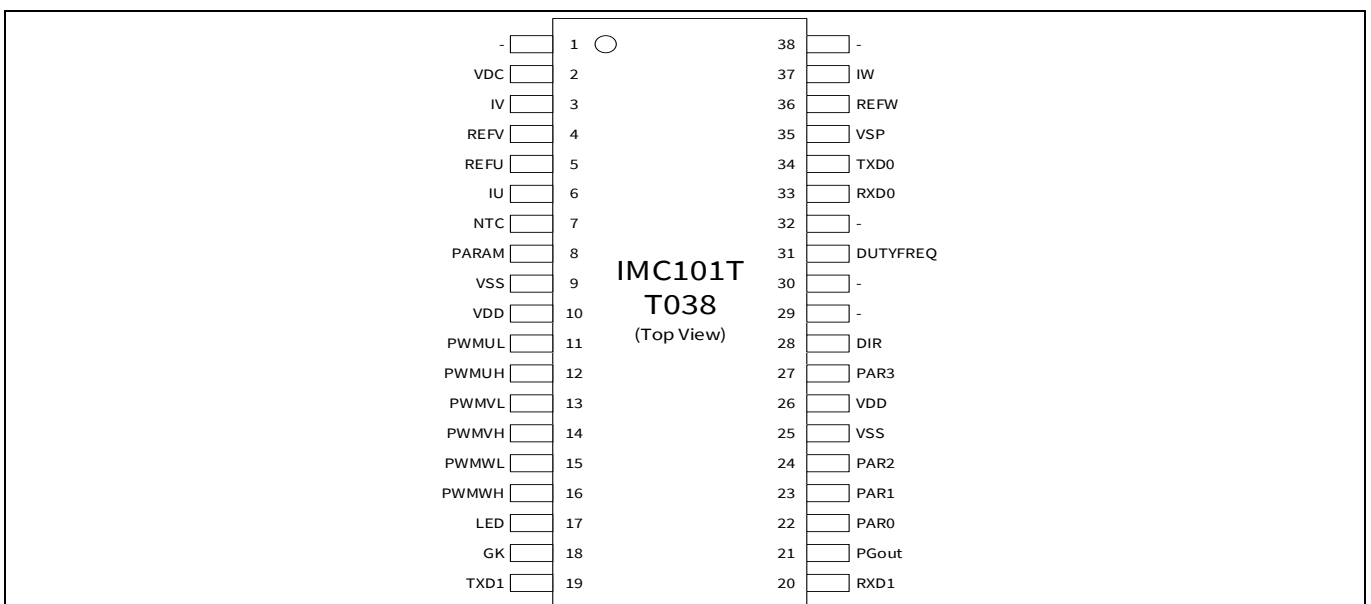 - 1 38 -
VDC 2 37 IW
IV 3 36 REFW
REFV 4 35 VSP
REFU 5 34 TXD0
IU 6 33 RXD0
NTC 7 32 -
PARAM 8 31 DUTYFREQ
IMC101T
VSS 9 30 -
T038
VDD 10 29 -
(Top View)
PWMUL 11 28 DIR
PWMUH 12 27 PAR3
PWMVL 13 26 VDD
PWMVH 14 25 VSS
PWMWL 15 24 PAR2
PWMWH 16 23 PAR1
LED 17 22 PAR0
GK 18 21 PGout
TXD1 19 20 RXD1